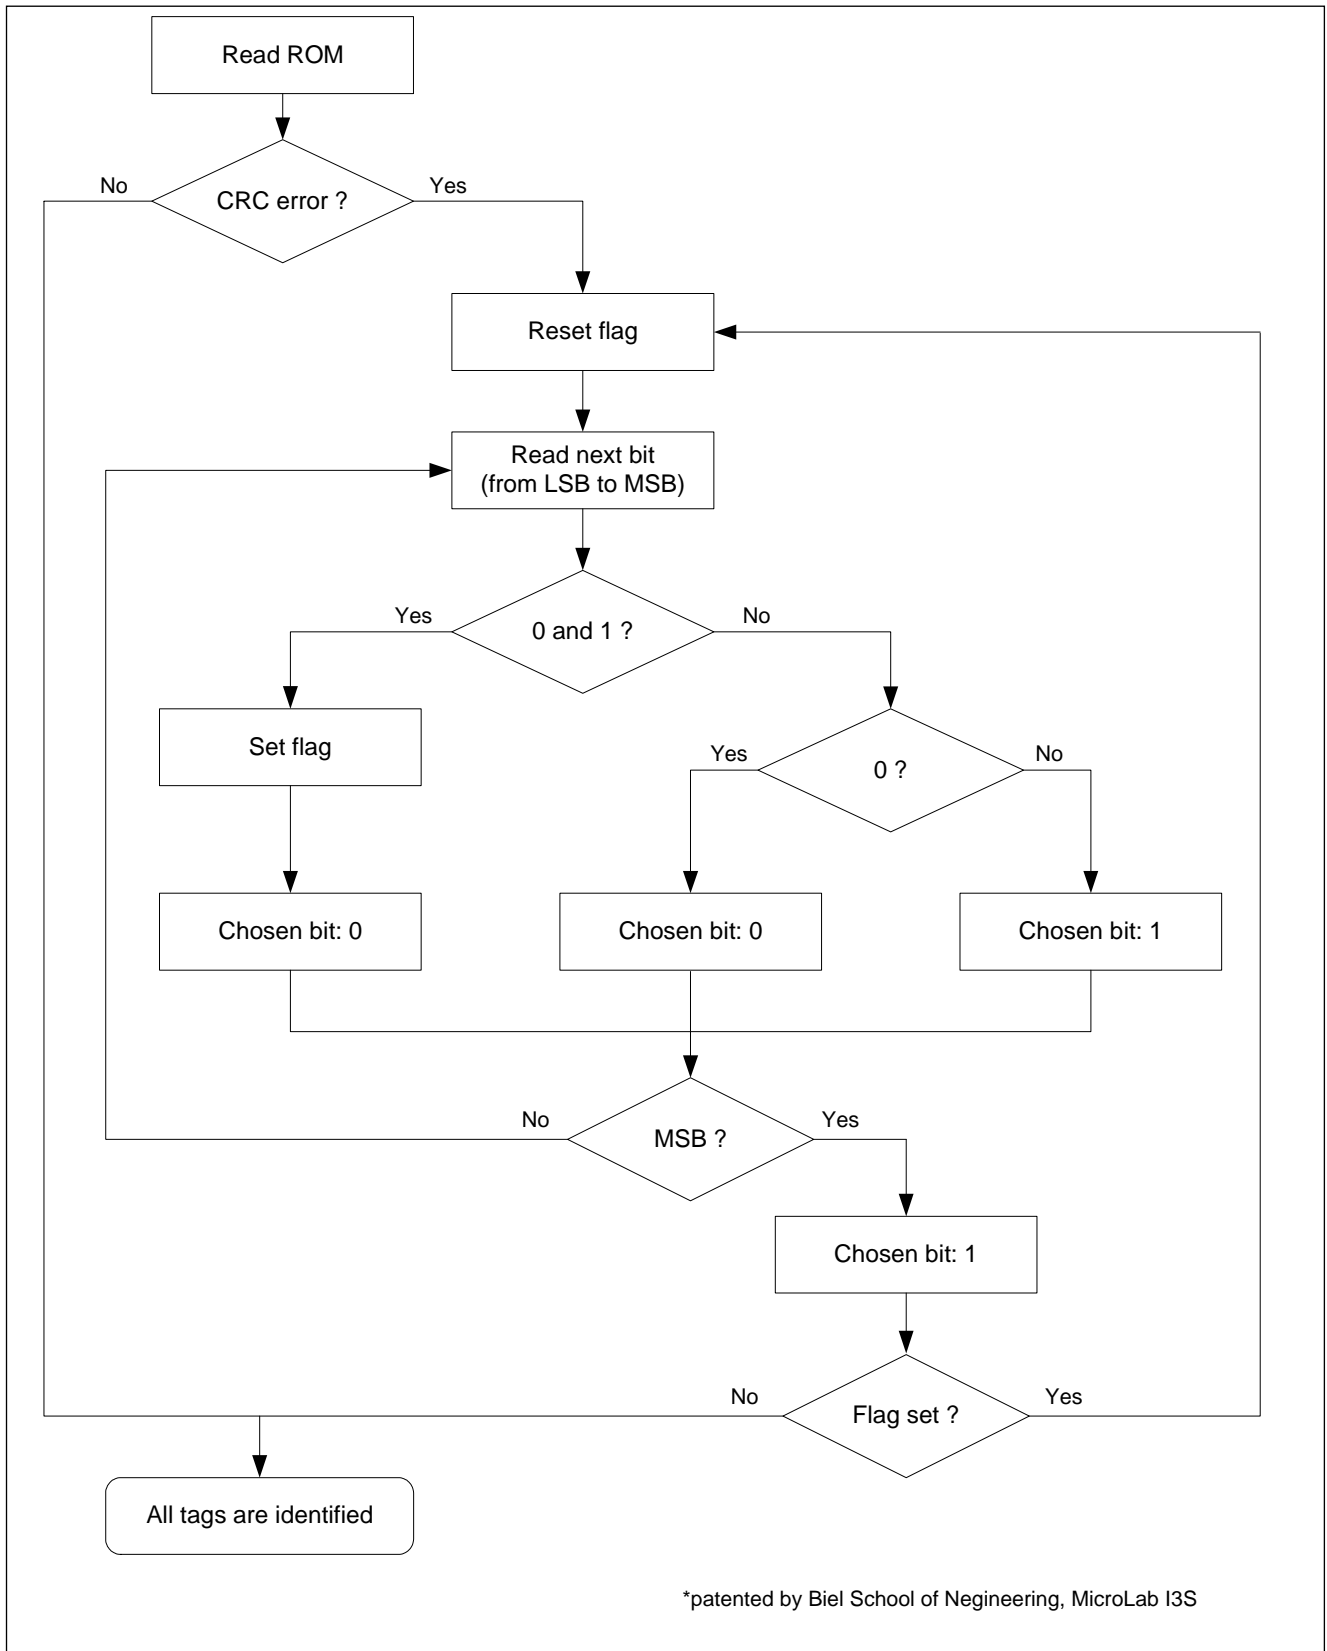 Read ROM
No
Yes
CRC error ?
Reset flag
Read next bit
(from LSB to MSB)
Yes
No
0 and 1 ?
Set flag
Yes
No
0 ?
Chosen bit: 0
Chosen bit: 0
Chosen bit: 1
No
Yes
MSB ?
Chosen bit: 1
No
Yes
Flag set ?
All tags are identified
*patented by Biel School of Negineering, MicroLab I3S